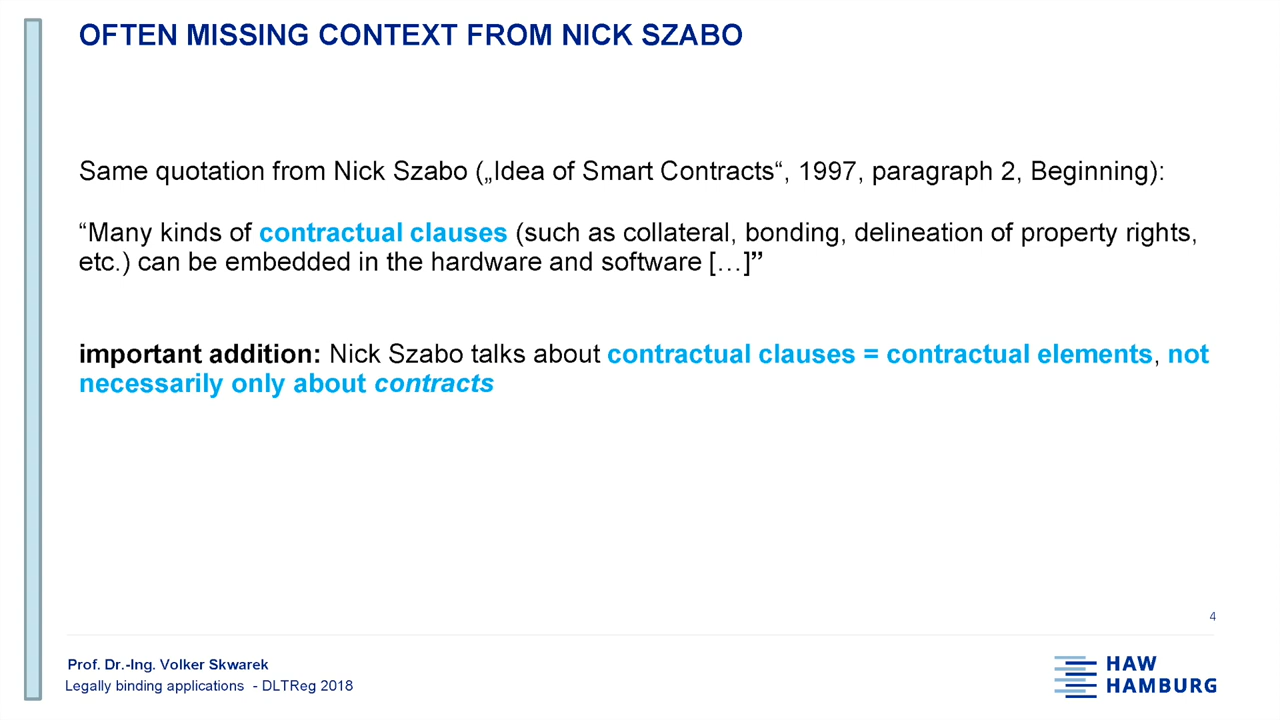 OFTEN MISSING CONTEXT FROM NICK SZABO
Same quotation from Nick Szabo („Idea of Smart Contracts“, 1997, paragraph 2, Beginning):
“Many kinds of contractual clauses (such as collateral, bonding, delineation of property rights,
etc.) can be embedded in the hardware and software […]”
important addition: Nick Szabo talks about contractual clauses = contractual elements, not
necessarily only about contracts
4
Prof. Dr.-Ing. Volker Skwarek
Legally binding applications - DLTReg 2018
HAW
HAMBURG